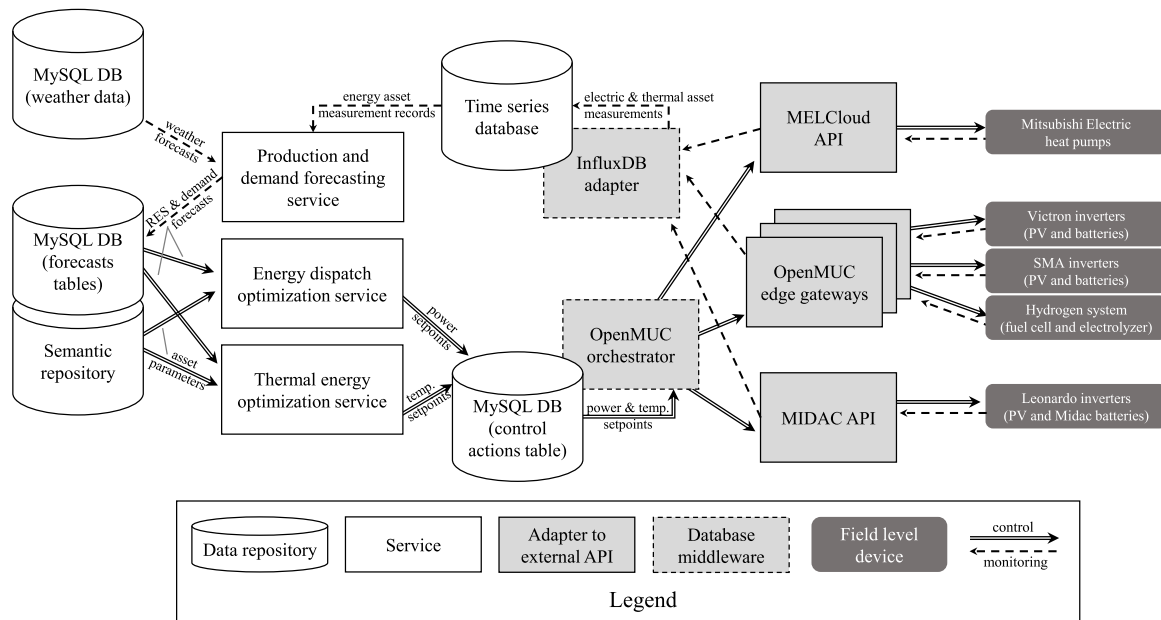 MySQL DB
(weather data)
weather
forecasts
energy asset
measurement records
Time series
database
electric & thermal asset
measurements
InfluxDB
adapter
MELCloud
API
Mitsubishi Electric
heat pumps
Production and
demand forecasting
service
RES & demand
forecasts
MySQL DB
(forecasts
tables)
Semantic
repository
asset
parameters
Energy dispatch
optimization service
Thermal energy
optimization service
power
setpoints
temp.
setpoints
MySQL DB
(control
actions table)
OpenMUC
orchestrator
power & temp.
setpoints
OpenMUC
edge gateways
MIDAC API
Victron inverters
(PV and batteries)
SMA inverters
(PV and batteries)
Hydrogen system
(fuel cell and electrolyzer)
Leonardo inverters
(PV and Midac batteries)
Data repository
Service
Adapter to
external API
Database
middleware
Field level
device
control
monitoring
Legend